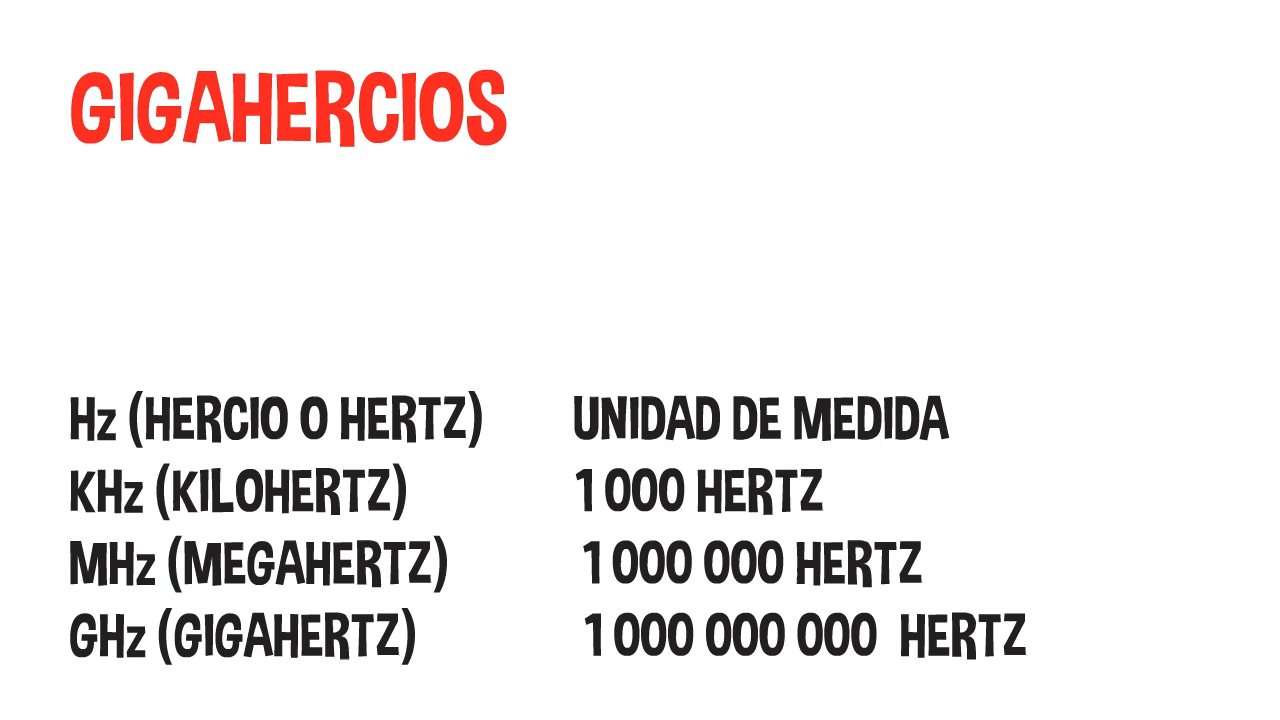 GIGAHERCIOS
Hz (HERCIO O HERTZ) UNIDAD DE MEDIDA
KHz (KILOHERTZ) 1 000 HERTZ
MHz (MEGAHERTZ) 1 000 000 HERTZ
GHz (GIGAHERTZ) 1 000 000 000 HERTZ